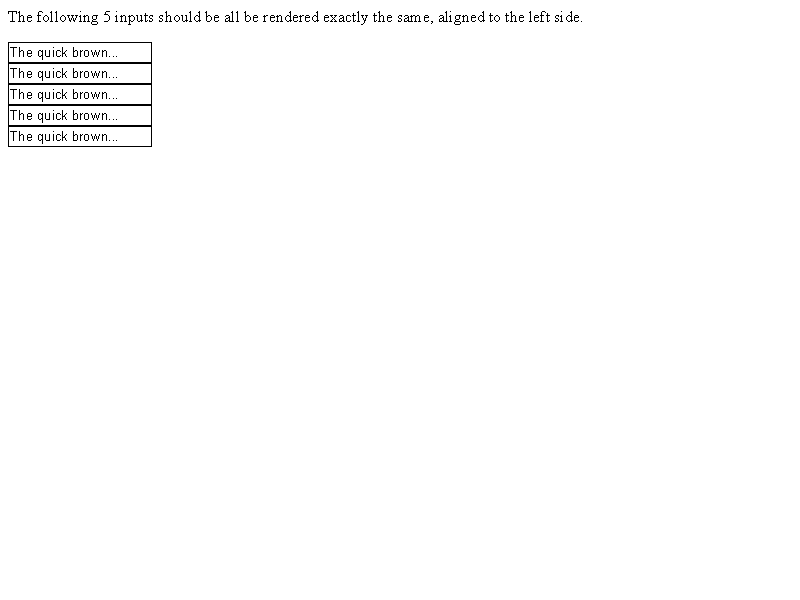 The following 5 inputs should be all be rendered exactly the same, aligned to the left side.
The quick brown...
The quick brown...
The quick brown...
The quick brown...
The quick brown...